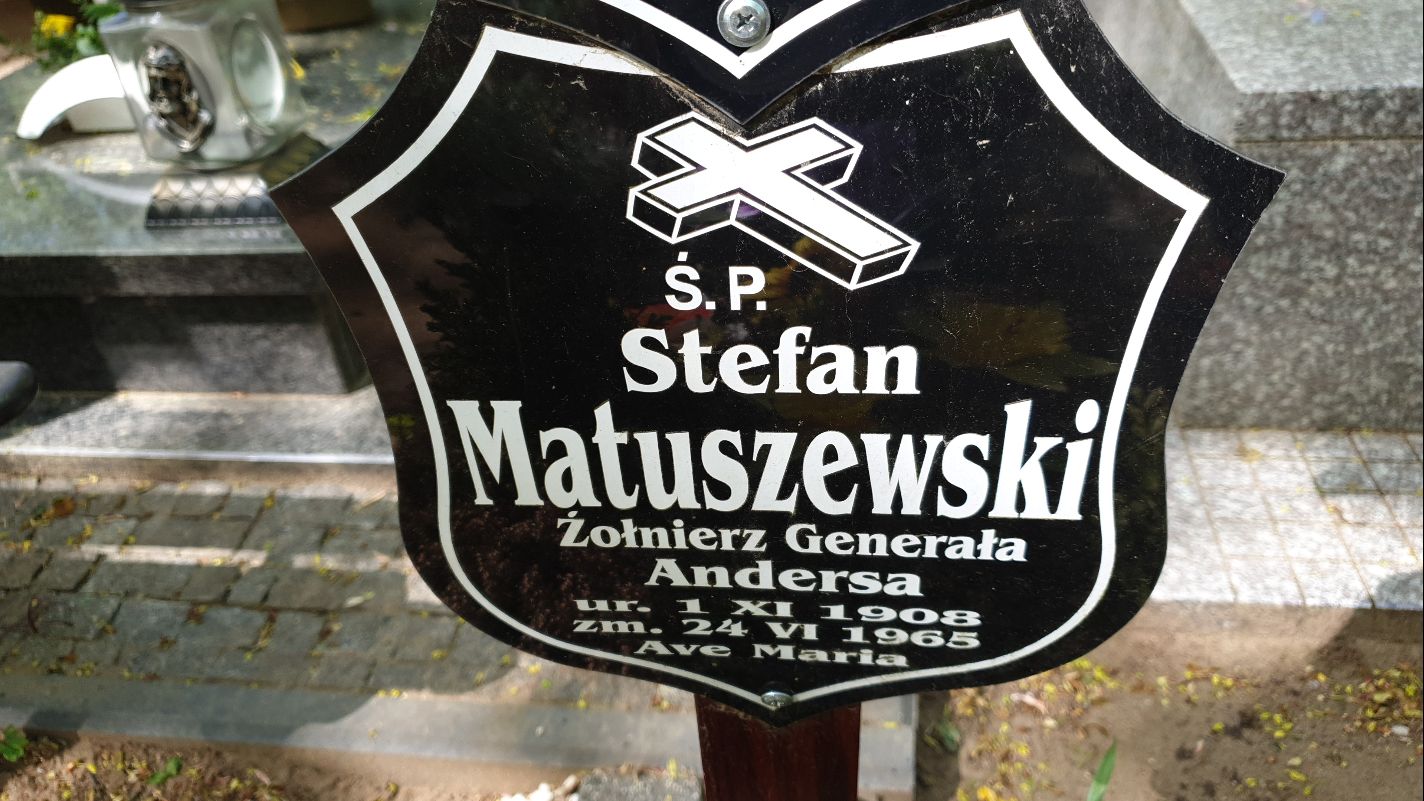 Ś.P.
Stefan
Matuszewski
Żołnierz Generała
Andersa
ur. 1 XI 1908
zm. 24 VI 1965
Ave Maria